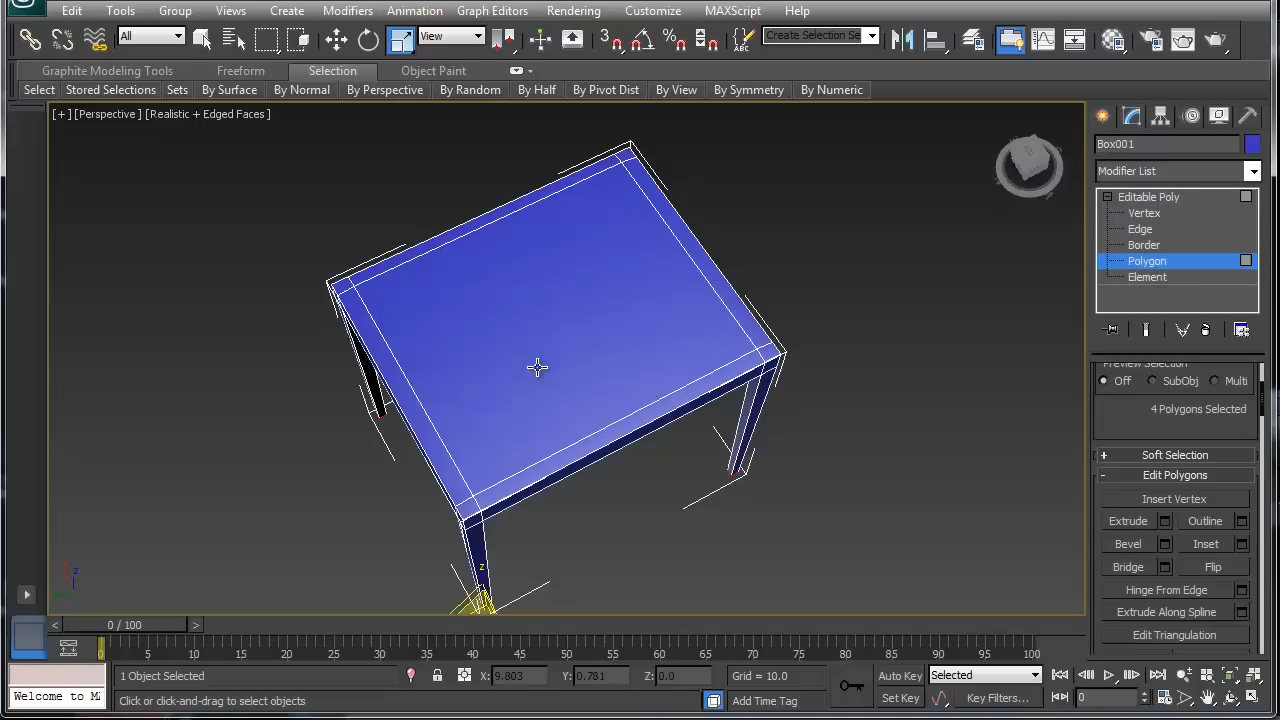 Edit Tools Group Views Create Modifiers Animation Graph Editors Rendering Customize MAXScript Help
All View 3 Create Selection Se
Graphite Modeling Tools Freeform Selection Object Paint
Select Stored Selections Sets By Surface By Normal By Perspective By Random By Half By Pivot Dist By View By Symmetry By Numeric
[+] [Perspective] [Realistic + Edged Faces]
Box001
Modifier List
Editable Poly
Vertex
Edge
Border
Polygon
Element
Preview Selection
Off SubObj Multi
4 Polygons Selected
+ Soft Selection
- Edit Polygons
Insert Vertex
Extrude Outline
Bevel Inset
Bridge Flip
Hinge From Edge
Extrude Along Spline
Edit Triangulation
z
z
< 0 / 100 >
0 5 10 15 20 25 30 35 40 45 50 55 60 65 70 75 80 85 90 95 100
1 Object Selected X: 9.803 Y: 0.781 Z: 0.0 Grid = 10.0 Auto Key Selected
Welcome to MA Click or click-and-drag to select objects Add Time Tag Set Key Key Filters... 0